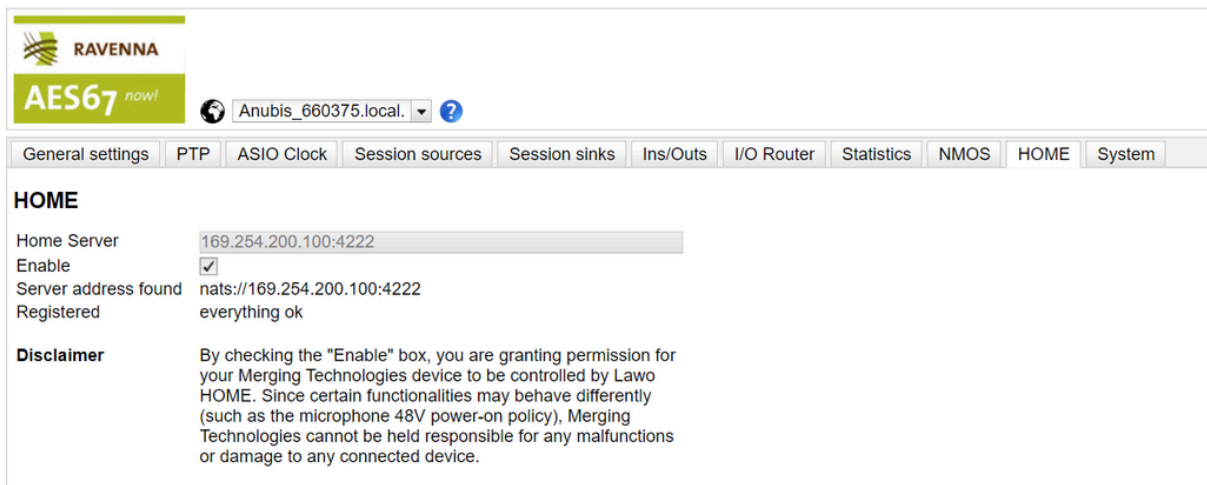 RAVENNA
AES67 now!
Anubis_660375.local. ?
General settings PTP ASIO Clock Session sources Session sinks Ins/Outs I/O Router Statistics NMOS HOME System
HOME
Home Server 169.254.200.100:4222
Enable
Server address found nats://169.254.200.100:4222
Registered everything ok
Disclaimer By checking the "Enable" box, you are granting permission for
your Merging Technologies device to be controlled by Lawo
HOME. Since certain functionalities may behave differently
(such as the microphone 48V power-on policy), Merging
Technologies cannot be held responsible for any malfunctions
or damage to any connected device.